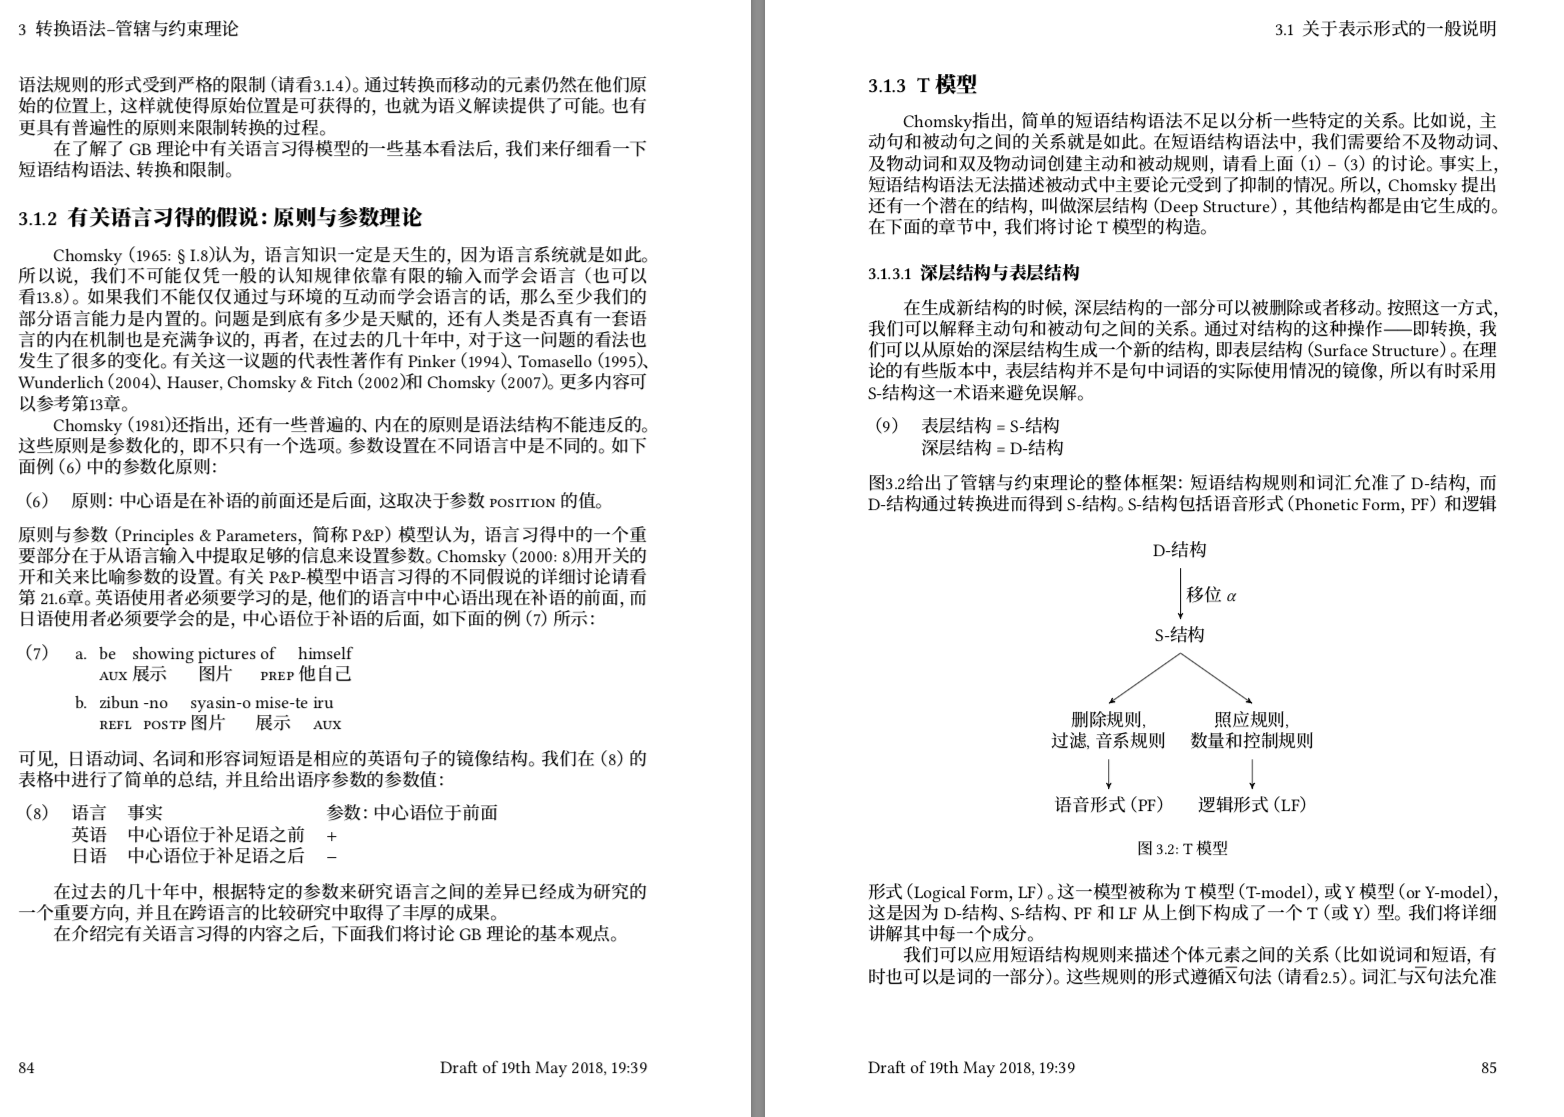 3 转换语法–管辖与约束理论
语法规则的形式受到严格的限制（请看3.1.4）。通过转换而移动的元素仍然在他们原
始的位置上，这样就使得原始位置是可获得的，也就为语义解读提供了可能。也有
更具有普遍性的原则来限制转换的过程。
在了解了 GB 理论中有关语言习得模型的一些基本看法后，我们来仔细看一下
短语结构语法、转换和限制。
3.1.2 有关语言习得的假说：原则与参数理论
Chomsky（1965: § I.8)认为，语言知识一定是天生的，因为语言系统就是如此。
所以说，我们不可能仅凭一般的认知规律依靠有限的输入而学会语言（也可以
看13.8）。如果我们不能仅仅通过与环境的互动而学会语言的话，那么至少我们的
部分语言能力是内置的。问题是到底有多少是天赋的，还有人类是否真有一套语
言的内在机制也是充满争议的，再者，在过去的几十年中，对于这一问题的看法也
发生了很多的变化。有关这一议题的代表性著作有 Pinker (1994)、Tomasello (1995)、
Wunderlich (2004)、Hauser, Chomsky & Fitch (2002)和 Chomsky (2007)。更多内容可
以参考第13章。
Chomsky (1981)还指出，还有一些普遍的、内在的原则是语法结构不能违反的。
这些原则是参数化的，即不只有一个选项。参数设置在不同语言中是不同的。如下
面例（6）中的参数化原则：
（6） 原则：中心语是在补语的前面还是后面，这取决于参数 POSITION 的值。
原则与参数（Principles & Parameters，简称 P&P）模型认为，语言习得中的一个重
要部分在于从语言输入中提取足够的信息来设置参数。Chomsky（2000: 8)用开关的
开和关来比喻参数的设置。有关 P&P-模型中语言习得的不同假说的详细讨论请看
第 21.6章。英语使用者必须要学习的是，他们的语言中中心语出现在补语的前面，而
日语使用者必须要学会的是，中心语位于补语的后面，如下面的例（7）所示：
（7） a. be showing pictures of himself
AUX 展示 图片 PREP 他自己
b. zibun -no syasin-o mise-te iru
REFL POSTP 图片 展示 AUX
可见，日语动词、名词和形容词短语是相应的英语句子的镜像结构。我们在（8）的
表格中进行了简单的总结，并且给出语序参数的参数值：
（8） 语言 事实 参数：中心语位于前面
英语 中心语位于补足语之前 +
日语 中心语位于补足语之后 –
在过去的几十年中，根据特定的参数来研究语言之间的差异已经成为研究的
一个重要方向，并且在跨语言的比较研究中取得了丰厚的成果。
在介绍完有关语言习得的内容之后，下面我们将讨论 GB 理论的基本观点。
84 Draft of 19th May 2018, 19:39
3.1 关于表示形式的一般说明
3.1.3 T 模型
Chomsky指出，简单的短语结构语法不足以分析一些特定的关系。比如说，主
动句和被动句之间的关系就是如此。在短语结构语法中，我们需要给不及物动词、
及物动词和双及物动词创建主动和被动规则，请看上面（1）–（3）的讨论。事实上，
短语结构语法无法描述被动式中主要论元受到了抑制的情况。所以，Chomsky 提出
还有一个潜在的结构，叫做深层结构（Deep Structure），其他结构都是由它生成的。
在下面的章节中，我们将讨论 T 模型的构造。
3.1.3.1 深层结构与表层结构
在生成新结构的时候，深层结构的一部分可以被删除或者移动。按照这一方式，
我们可以解释主动句和被动句之间的关系。通过对结构的这种操作——即转换，我
们可以从原始的深层结构生成一个新的结构，即表层结构（Surface Structure）。在理
论的有些版本中，表层结构并不是句中词语的实际使用情况的镜像，所以有时采用
S-结构这一术语来避免误解。
（9） 表层结构 = S-结构
深层结构 = D-结构
图3.2给出了管辖与约束理论的整体框架：短语结构规则和词汇允准了 D-结构，而
D-结构通过转换进而得到 S-结构。S-结构包括语音形式（Phonetic Form, PF）和逻辑
D-结构
移位 α
S-结构
删除规则， 照应规则，
过滤，音系规则 数量和控制规则
语音形式（PF） 逻辑形式（LF）
图 3.2: T 模型
形式（Logical Form, LF）。这一模型被称为 T 模型（T-model），或 Y 模型（or Y-model），
这是因为 D-结构、S-结构、PF 和 LF 从上倒下构成了一个 T（或 Y）型。我们将详细
讲解其中每一个成分。
我们可以应用短语结构规则来描述个体元素之间的关系（比如说词和短语，有
时也可以是词的一部分）。这些规则的形式遵循X̅句法（请看2.5）。词汇与X̅句法允准
Draft of 19th May 2018, 19:39 85